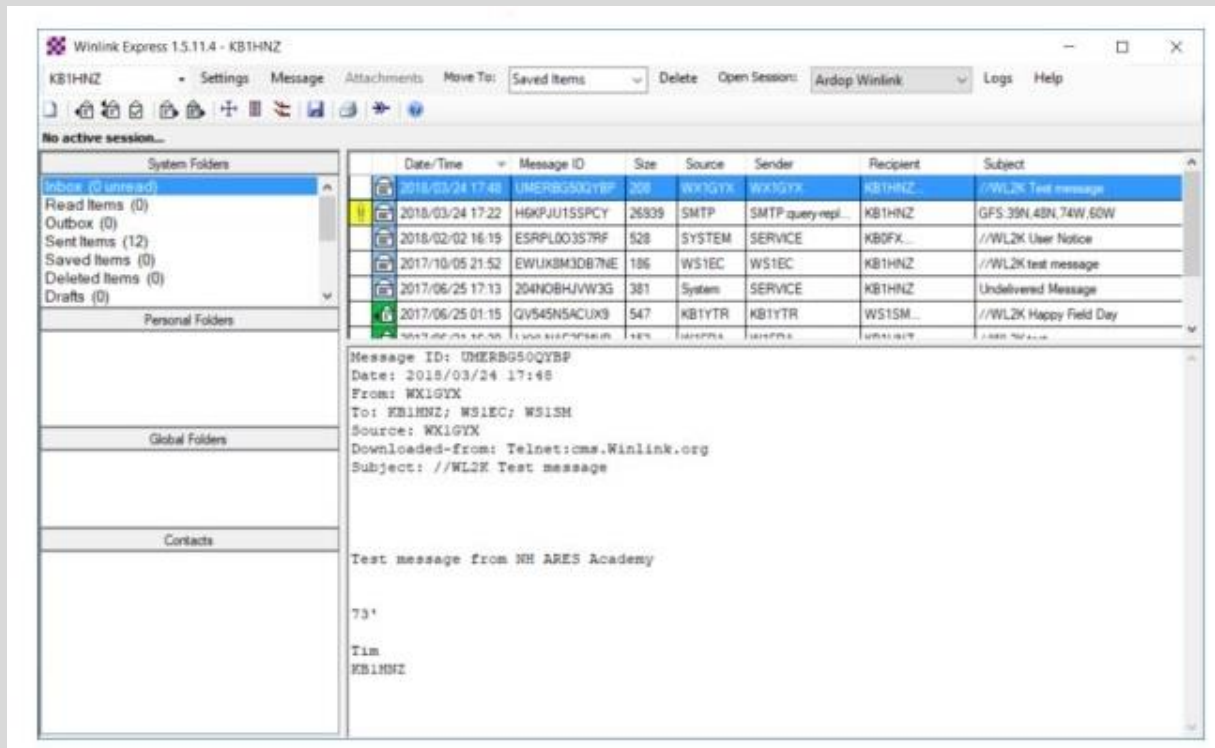 Winlink Express 1.5.11.4 - KB1HNZ
KB1HNZ Settings Message Attachments Move To: Saved Items Delete Open Session: Ardop Winlink Logs Help
No active session...
System Folders
Inbox (0 unread)
Read Items (0)
Outbox (0)
Sent Items (12)
Saved Items (0)
Deleted Items (0)
Drafts (0)
Personal Folders
Global Folders
Contacts
Date/Time Message ID Size Source Sender Recipient Subject
2018/03/24 17:48 UMERBG50QYBP 208 WX1GYX WX1GYX KB1HNZ... //WL2K Test message
2018/03/24 17:22 H6KPJU1SSPCY 26939 SMTP SMTP:query-repl... KB1HNZ GFS:39N,48N,74W,60W
2018/02/02 16:19 ESRPL0O3S7RF 528 SYSTEM SERVICE KB0FX... //WL2K User Notice
2017/10/05 21:52 EWUX8M3DB7NE 186 WS1EC WS1EC KB1HNZ //WL2K test message
2017/06/25 17:13 204NOBHJVW3G 381 System SERVICE KB1HNZ Undelivered Message
2017/06/25 01:15 QV545N5ACUX9 547 KB1YTR KB1YTR WS1SM... //WL2K Happy Field Day
Message ID: UMERBG50QYBP
Date: 2018/03/24 17:48
From: WX1GYX
To: KB1HNZ; WS1EC; WS1SM
Source: WX1GYX
Downloaded-from: Telnet:cms.Winlink.org
Subject: //WL2K Test message
Test message from NH ARES Academy
73'
Tim
KB1HNZ